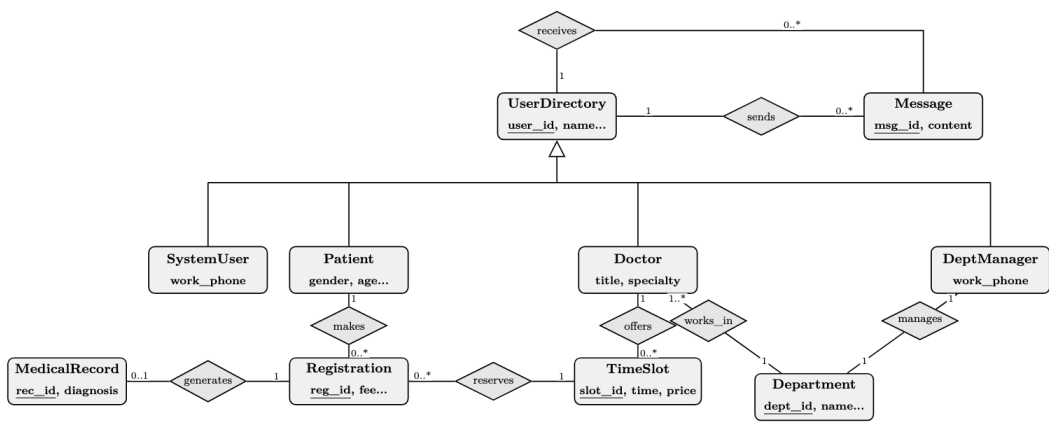 0..*
receives
1
UserDirectory
user_id, name...
1
sends
0..*
Message
msg_id, content
SystemUser
work_phone
Patient
gender, age...
Doctor
title, specialty
DeptManager
work_phone
1
1
1..*
1
makes
offers
works_in
manages
0..*
0..*
1
1
MedicalRecord
rec_id, diagnosis
0..1
generates
1
Registration
reg_id, fee...
0..*
reserves
1
TimeSlot
slot_id, time, price
Department
dept_id, name...